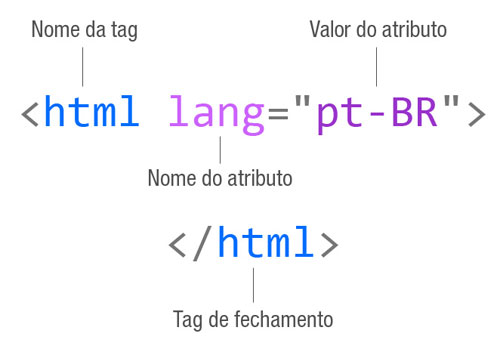 Nome da tag
Valor do atributo
<html lang="pt-BR">
Nome do atributo
</html>
Tag de fechamento